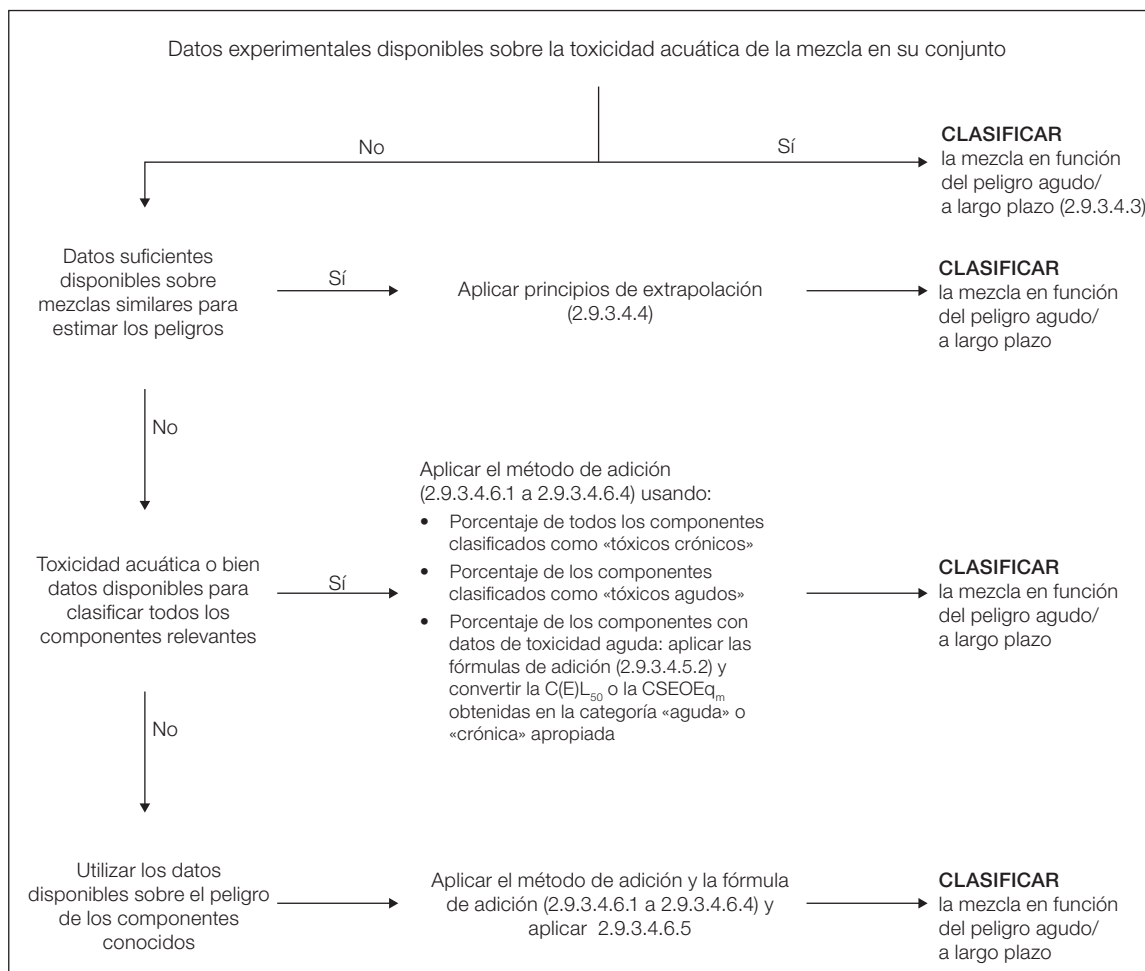 Datos experimentales disponibles sobre la toxicidad acuática de la mezcla en su conjunto
No
Sí
CLASIFICAR
la mezcla en función
del peligro agudo/
a largo plazo (2.9.3.4.3)
Datos suficientes
disponibles sobre
mezclas similares para
estimar los peligros
Sí
Aplicar principios de extrapolación
(2.9.3.4.4)
CLASIFICAR
la mezcla en función
del peligro agudo/
a largo plazo
No
Toxicidad acuática o bien
datos disponibles para
clasificar todos los
componentes relevantes
Sí
Aplicar el método de adición
(2.9.3.4.6.1 a 2.9.3.4.6.4) usando:
• Porcentaje de todos los componentes
clasificados como «tóxicos crónicos»
• Porcentaje de los componentes
clasificados como «tóxicos agudos»
• Porcentaje de los componentes con
datos de toxicidad aguda: aplicar las
fórmulas de adición (2.9.3.4.5.2) y
convertir la C(E)L50 o la CSEOEqm
obtenidas en la categoría «aguda» o
«crónica» apropiada
CLASIFICAR
la mezcla en función
del peligro agudo/
a largo plazo
No
Utilizar los datos
disponibles sobre el peligro
de los componentes
conocidos
Aplicar el método de adición y la fórmula
de adición (2.9.3.4.6.1 a 2.9.3.4.6.4) y
aplicar 2.9.3.4.6.5
CLASIFICAR
la mezcla en función
del peligro agudo/
a largo plazo